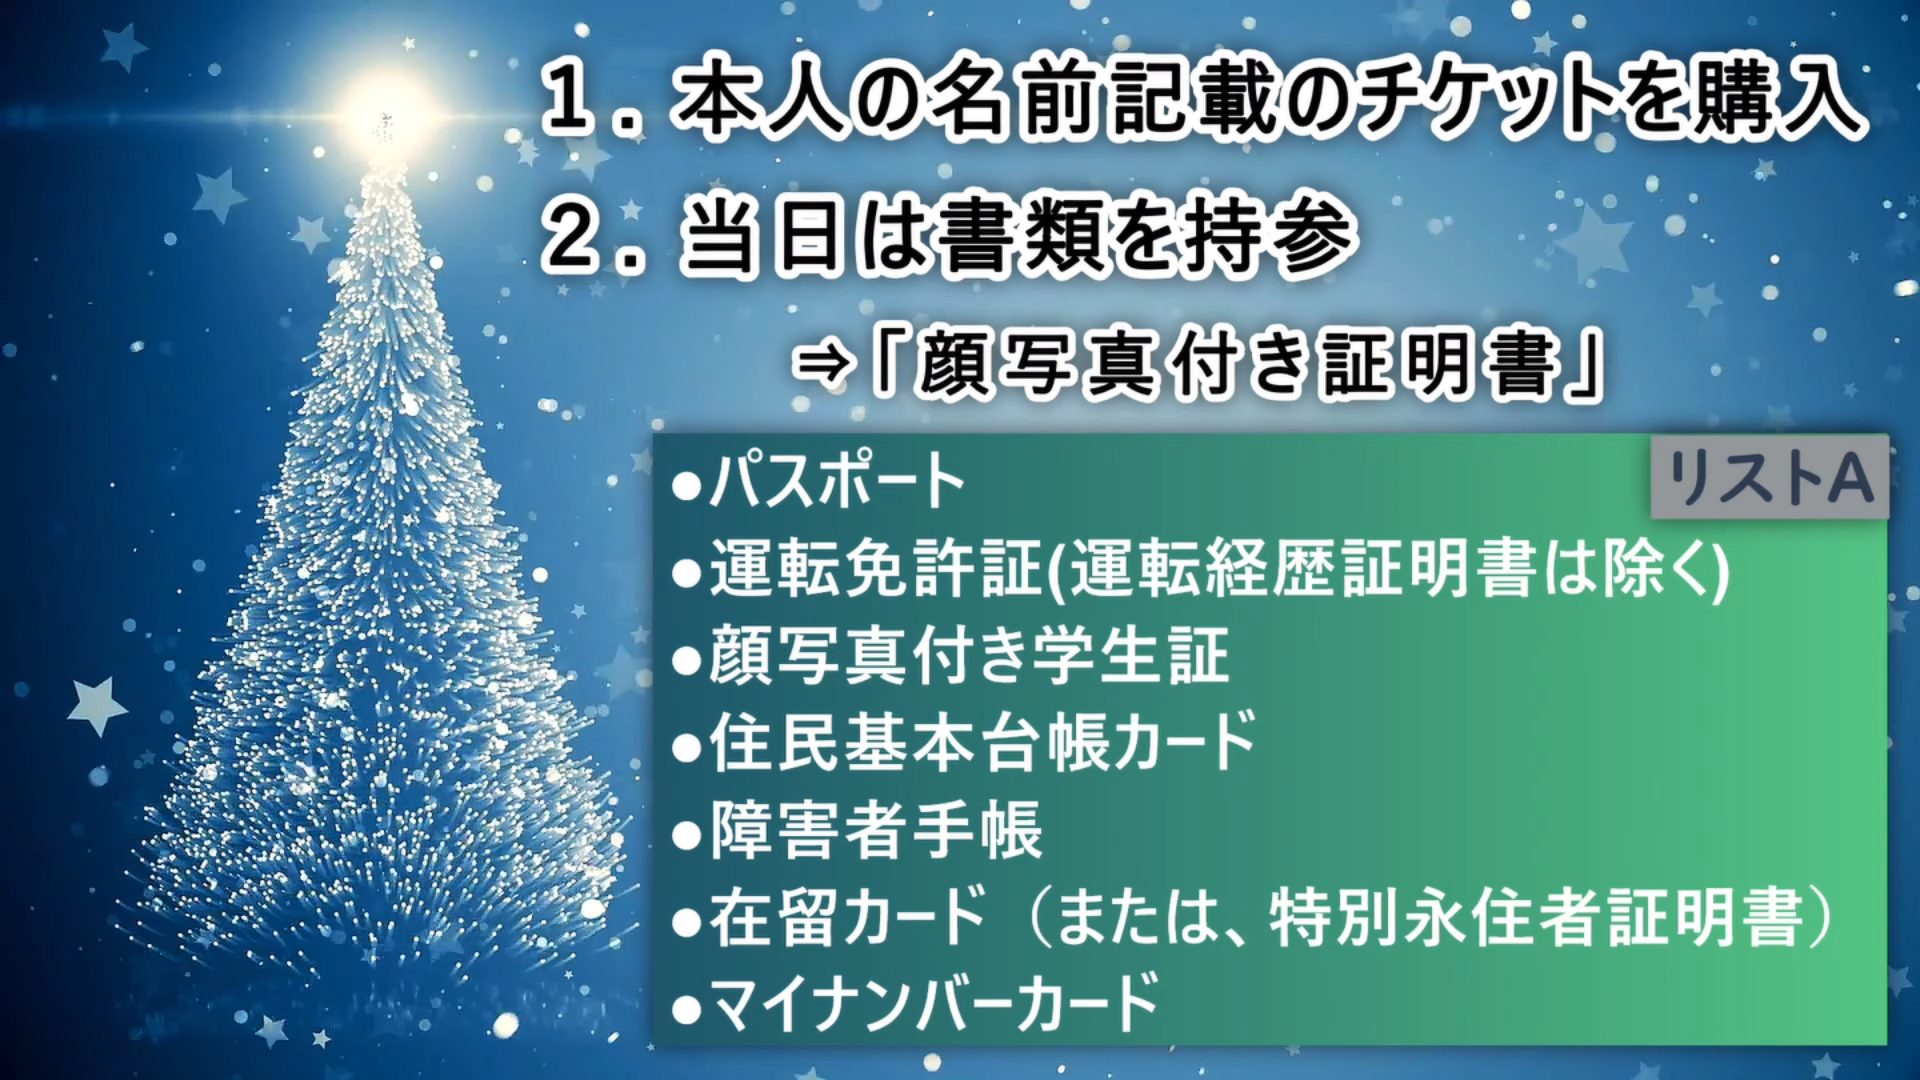 １．本人の名前記載のチケットを購入
２．当日は書類を持参
⇒「顔写真付き証明書」
リストA
●パスポート
●運転免許証(運転経歴証明書は除く)
●顔写真付き学生証
●住民基本台帳カード
●障害者手帳
●在留カード（または、特別永住者証明書）
●マイナンバーカード